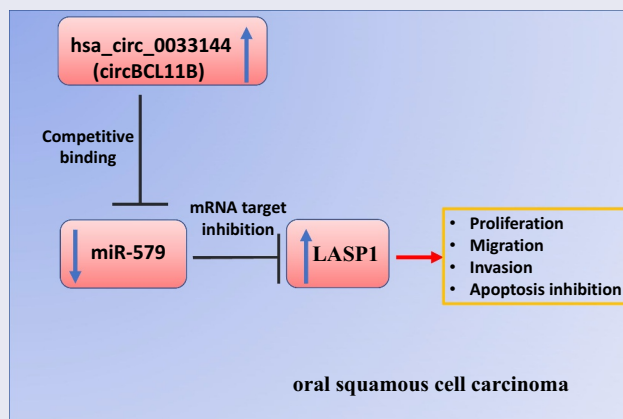 hsa_circ_0033144
(circBCL11B)
Competitive
binding
mRNA target
inhibition
miR-579
LASP1
• Proliferation
• Migration
• Invasion
• Apoptosis inhibition
oral squamous cell carcinoma